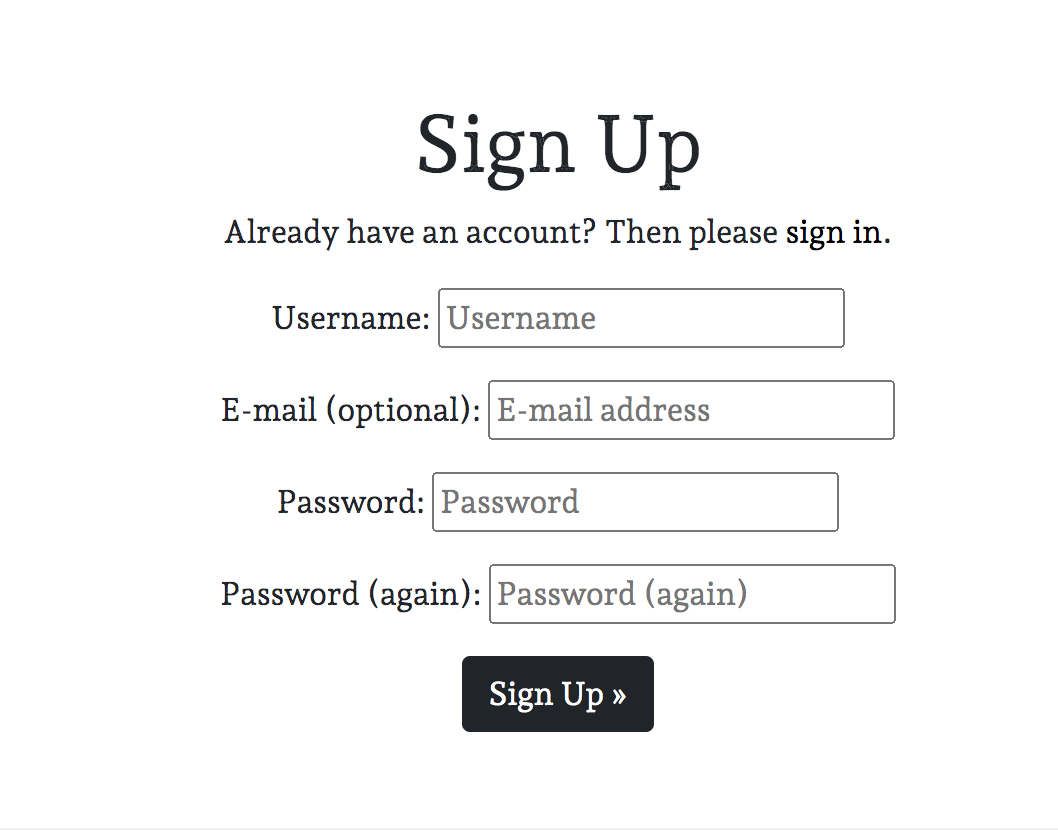 Sign Up
Already have an account? Then please sign in.
Username: Username
E-mail (optional): E-mail address
Password: Password
Password (again): Password (again)
Sign Up »